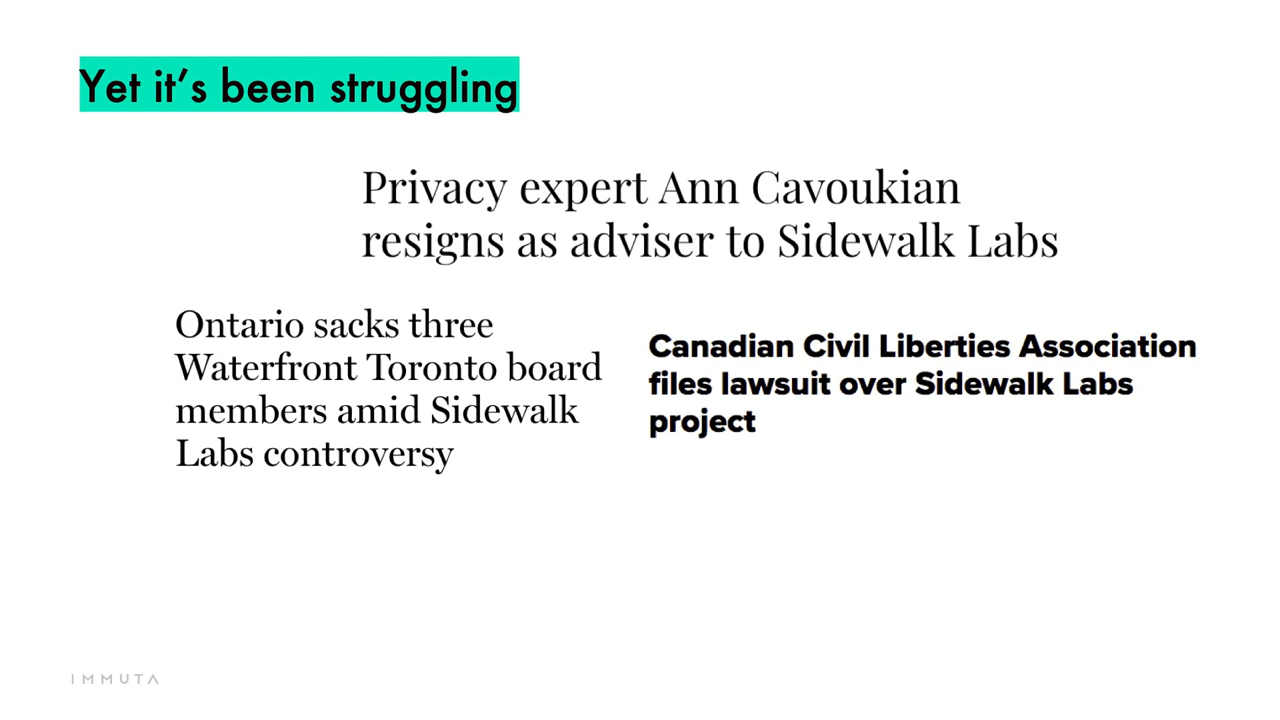 Yet it’s been struggling
Privacy expert Ann Cavoukian
resigns as adviser to Sidewalk Labs
Ontario sacks three
Waterfront Toronto board
members amid Sidewalk
Labs controversy
Canadian Civil Liberties Association
files lawsuit over Sidewalk Labs
project
IMMUTA